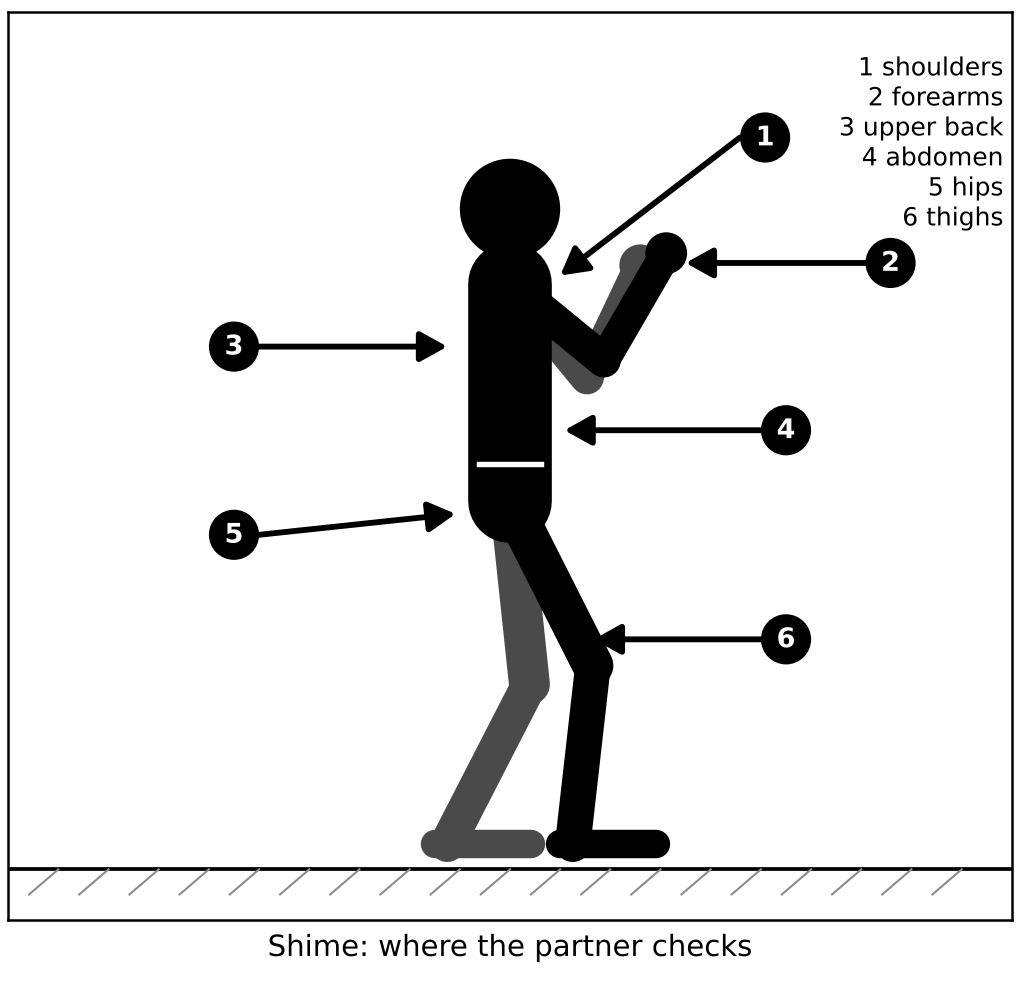 1 shoulders
2 forearms
3 upper back
4 abdomen
5 hips
6 thighs
1
2
3
4
5
6
Shime: where the partner checks